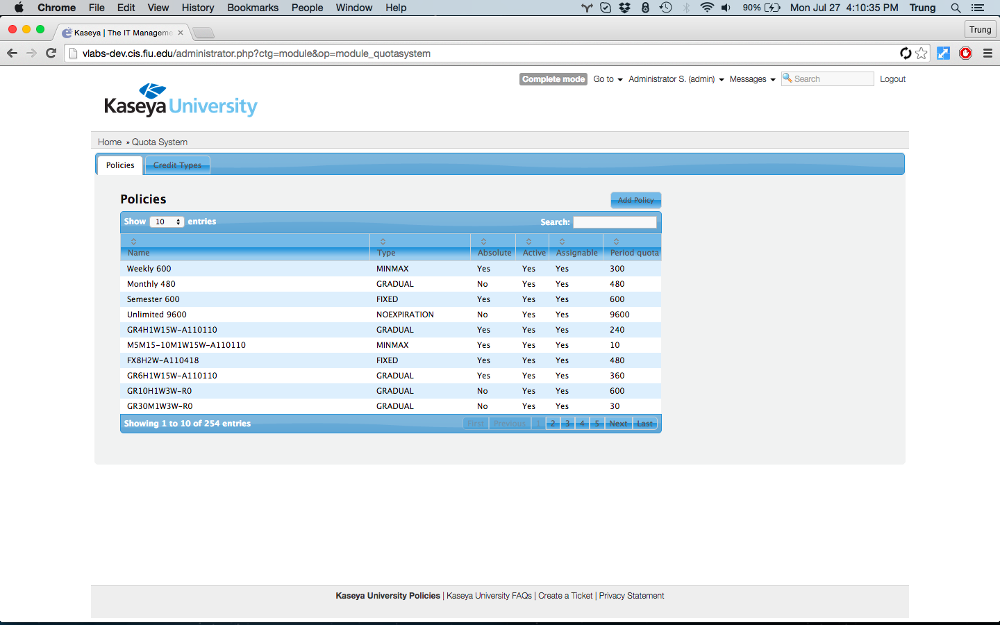 Chrome File Edit View History Bookmarks People Window Help 90% Mon Jul 27 4:10:35 PM Trung
Kaseya | The IT Manageme
Trung
vlabs-dev.cis.fiu.edu/administrator.php?ctg=module&op=module_quotasystem
Complete mode Go to Administrator S. (admin) Messages Search Logout
Kaseya University
Home » Quota System
Policies Credit Types
Policies Add Policy
Show 10 entries Search:
Name Type Absolute Active Assignable Period quota
Weekly 600 MINMAX Yes Yes Yes 300
Monthly 480 GRADUAL No Yes Yes 480
Semester 600 FIXED Yes Yes Yes 600
Unlimited 9600 NOEXPIRATION No Yes Yes 9600
GR4H1W15W-A110110 GRADUAL Yes Yes Yes 240
M5M15-10M1W15W-A110110 MINMAX Yes Yes Yes 10
FX8H2W-A110418 FIXED Yes Yes Yes 480
GR6H1W15W-A110110 GRADUAL Yes Yes Yes 360
GR10H1W3W-R0 GRADUAL No Yes Yes 600
GR30M1W3W-R0 GRADUAL No Yes Yes 30
Showing 1 to 10 of 254 entries First Previous 1 2 3 4 5 Next Last
Kaseya University Policies | Kaseya University FAQs | Create a Ticket | Privacy Statement